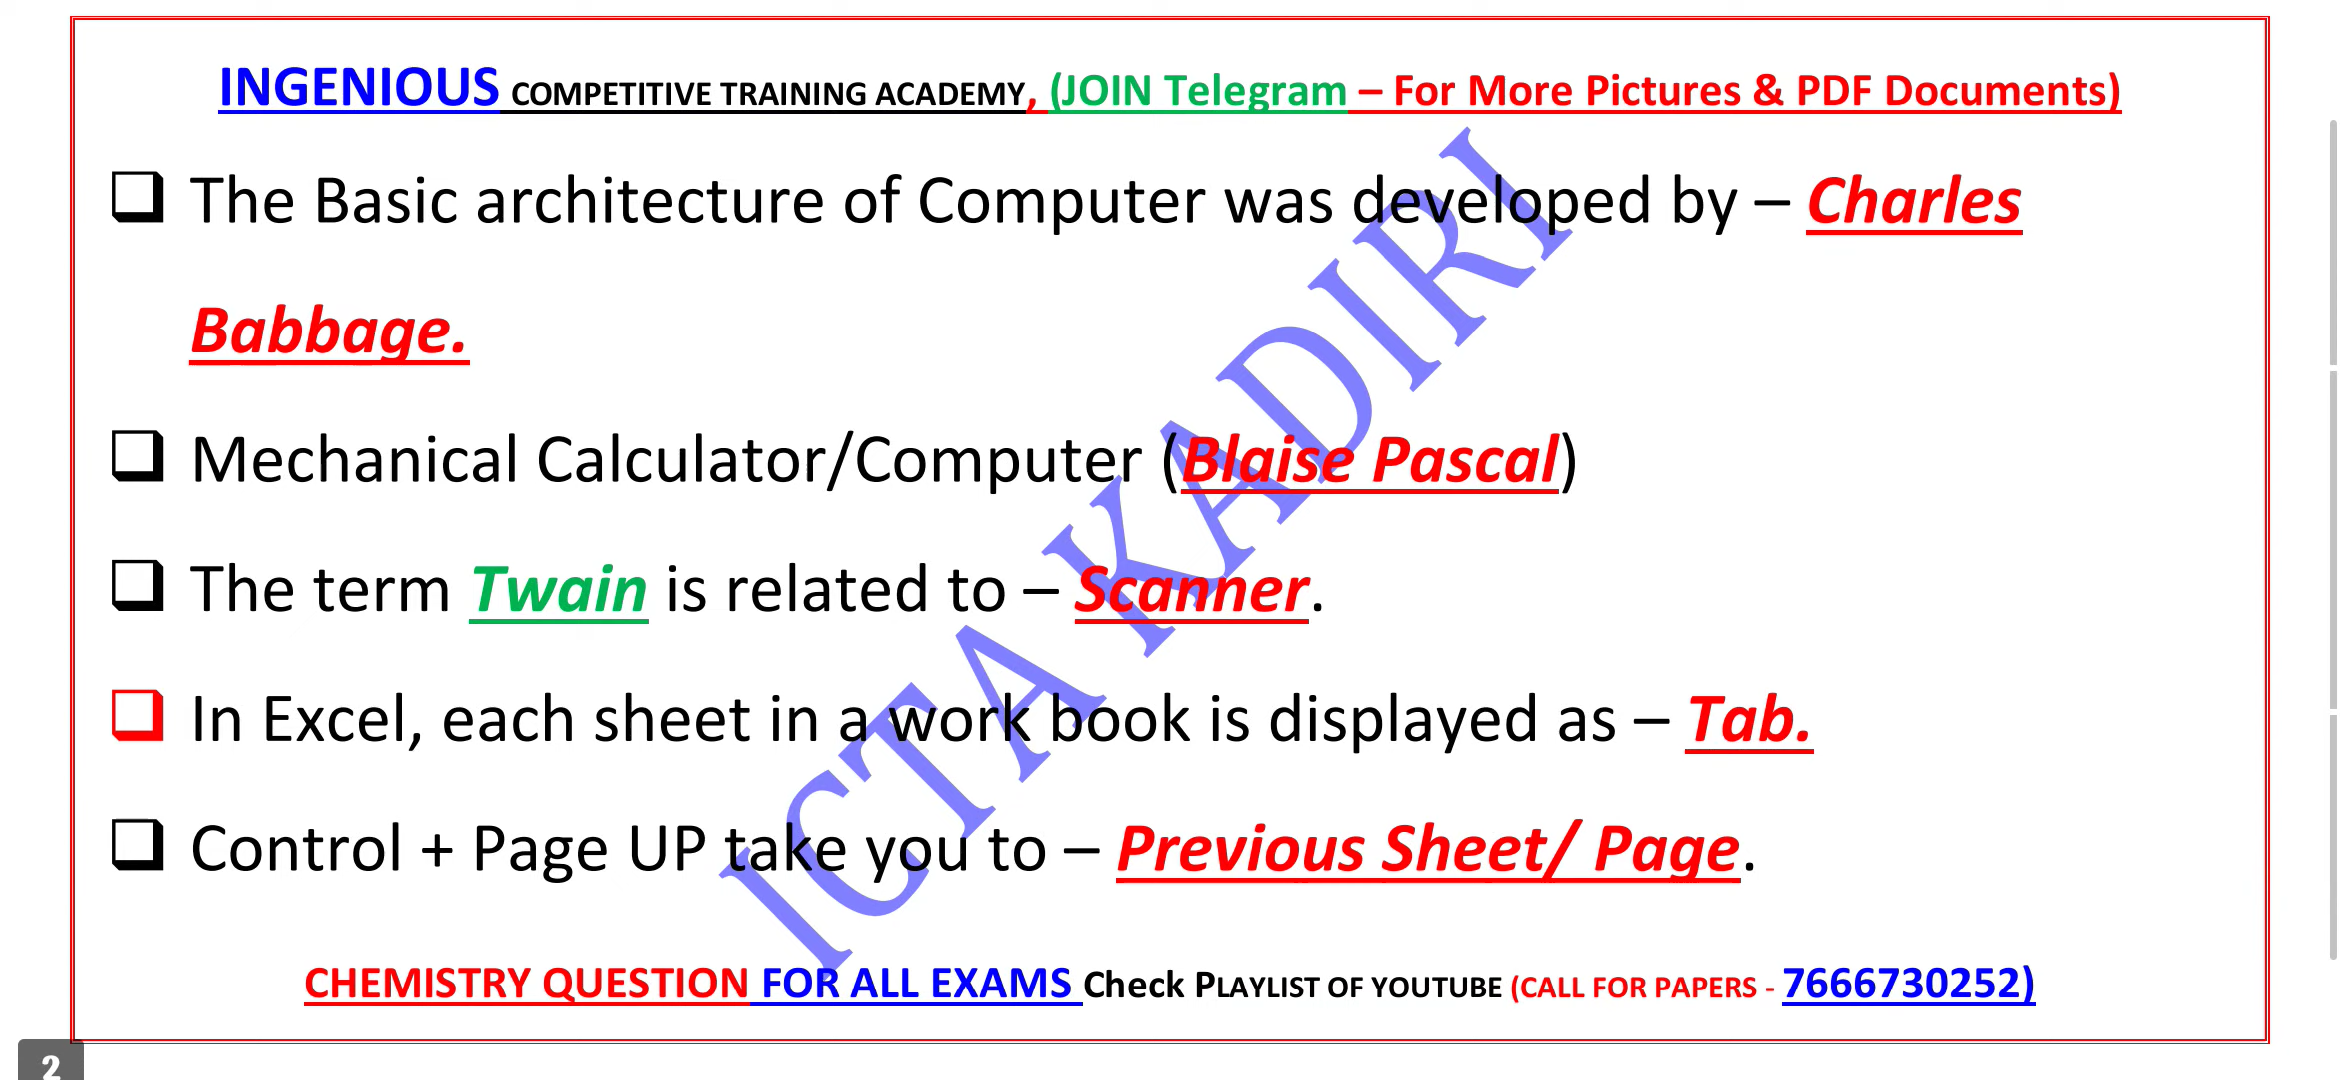 INGENIOUS COMPETITIVE TRAINING ACADEMY, (JOIN Telegram – For More Pictures & PDF Documents)
❑ The Basic architecture of Computer was developed by – Charles
Babbage.
❑ Mechanical Calculator/Computer (Blaise Pascal)
❑ The term Twain is related to – Scanner.
❑ In Excel, each sheet in a work book is displayed as – Tab.
❑ Control + Page UP take you to – Previous Sheet/ Page.
ICTA KADIRI
CHEMISTRY QUESTION FOR ALL EXAMS Check PLAYLIST OF YOUTUBE (CALL FOR PAPERS - 7666730252)
2